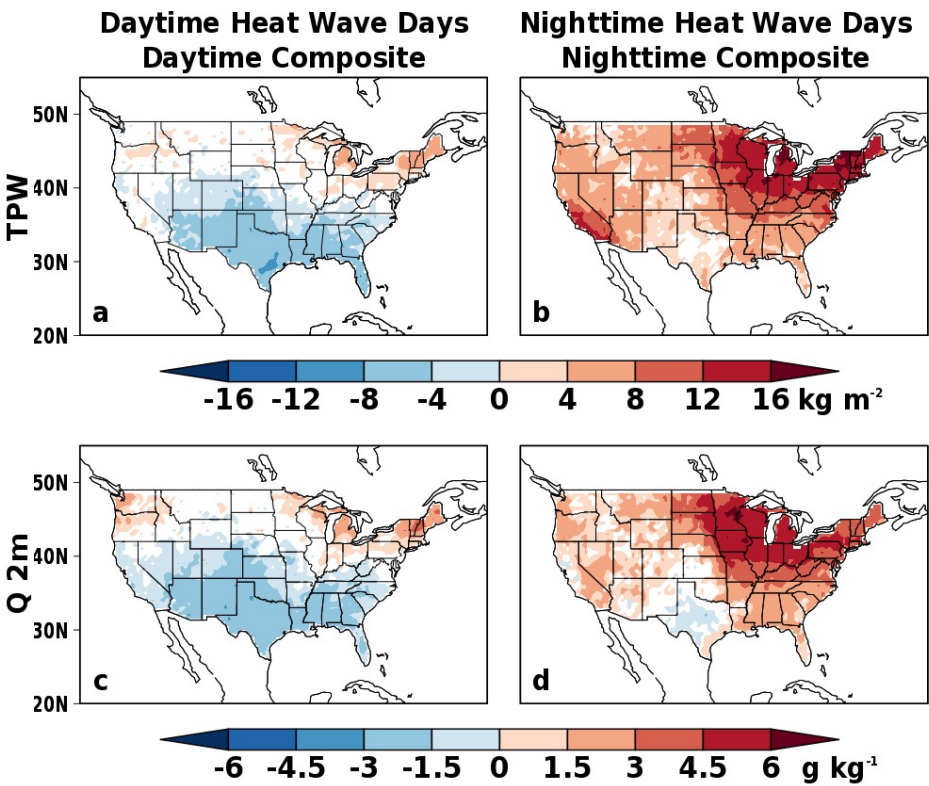 Daytime Heat Wave Days
Daytime Composite
Nighttime Heat Wave Days
Nighttime Composite
TPW
50N
40N
30N
20N
a
b
-16 -12 -8 -4 0 4 8 12 16 kg m⁻²
Q 2m
50N
40N
30N
20N
c
d
-6 -4.5 -3 -1.5 0 1.5 3 4.5 6 g kg⁻¹